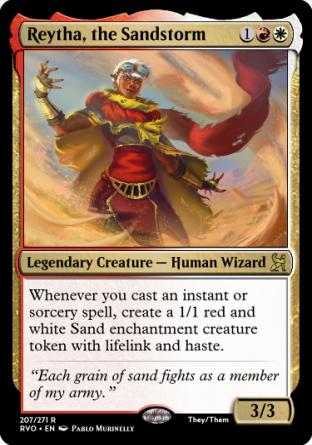 Reytha, the Sandstorm 1
Legendary Creature — Human Wizard
Whenever you cast an instant or
sorcery spell, create a 1/1 red and
white Sand enchantment creature
token with lifelink and haste.
“Each grain of sand fights as a member
of my army.”
3/3
207/271 R
They/Them
RVO • EN Pablo Murinelly